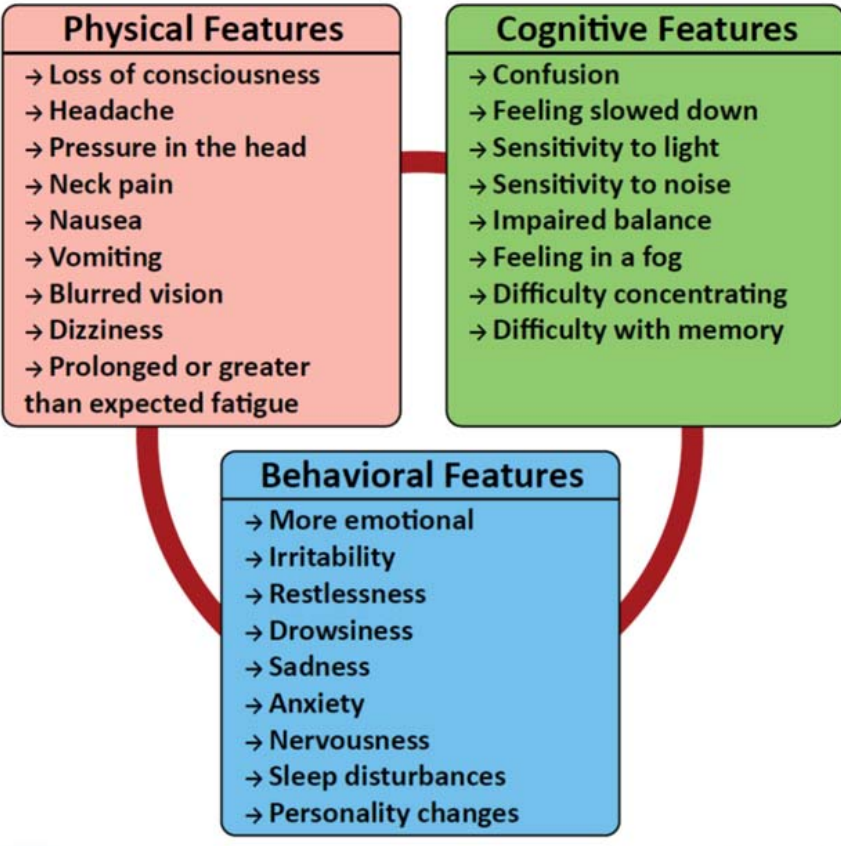 Physical Features
→ Loss of consciousness
→ Headache
→ Pressure in the head
→ Neck pain
→ Nausea
→ Vomiting
→ Blurred vision
→ Dizziness
→ Prolonged or greater
than expected fatigue
Cognitive Features
→ Confusion
→ Feeling slowed down
→ Sensitivity to light
→ Sensitivity to noise
→ Impaired balance
→ Feeling in a fog
→ Difficulty concentrating
→ Difficulty with memory
Behavioral Features
→ More emotional
→ Irritability
→ Restlessness
→ Drowsiness
→ Sadness
→ Anxiety
→ Nervousness
→ Sleep disturbances
→ Personality changes